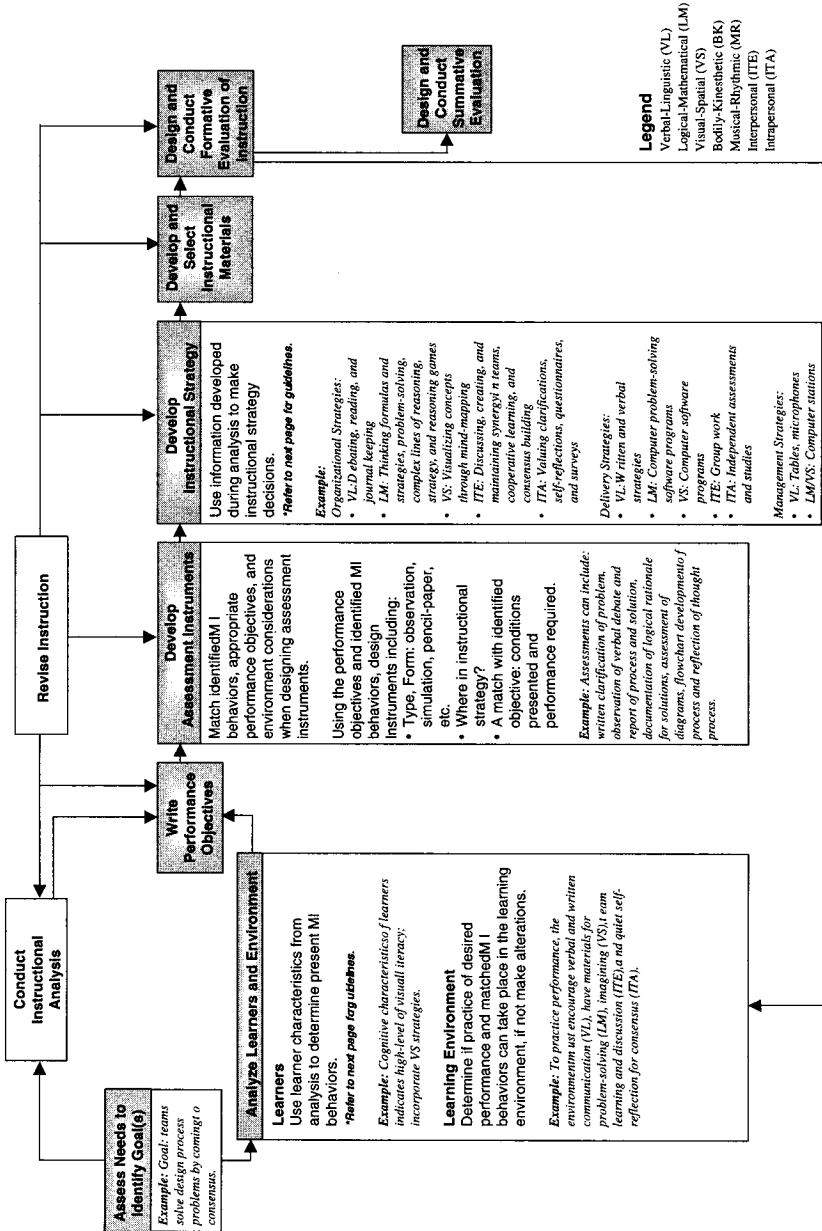 Assess Needs to
Identify Goal(s)
Example: Goal: teams
solve design process
problems by comingt o
consensus.
Conduct
Instructional
Analysis
Revise Instruction
Analyze Learners and Environment
Learners
Use learner characteristics from
analysis to determine present MI
behaviors.
*Refer to next page forg uidelines.
Example: Cognitive characteristicso f learners
indicates high-level of visuall iteracy;
incorporate VS strategies.
Learning Environment
Determine if practice of desired
performance and matchedM I
behaviors can take place in the learning
environment, if not make alterations.
Example: To practice performance, the
environmentm ust encourage verbal and written
communication (VL), have materials for
problem-solving (LM), imagining (VS),t eam
learning and discussion (ITE),a nd quiet self-
reflection for consensus (ITA).
Write
Performance
Objectives
Develop
Assessment Instruments
Match identifiedM I
behaviors, appropriate
performance objectives, and
environment considerations
when designing assessment
instruments.
Using the performance
objectives and identified MI
behaviors, design
Instruments including:
• Type, Form: observation,
simulation, pencil-paper,
etc.
• Where in instructional
strategy?
• A match with identified
objective: conditions
presented and
performance required.
Example: Assessments can include:
written clarification of problem,
observation of verbal debate and
report of process and solution,
documentation of logical rationale
for solutions, assessment of
diagrams, flowchart developmento f
process and reflection of thought
process.
Develop
Instructional Strategy
Use information developed
during analysis to make
instructional strategy
decisions.
*Refer to next page for guidelines.
Example:
Organizational Strategies:
• VL:D ebating, reading, and
journal keeping
• LM: Thinking formulas and
strategies, problem-solving,
complex lines of reasoning,
strategy, and reasoning games
• VS: Visualizing concepts
through mind-mapping
• ITE: Discussing, creating, and
maintaining synergyi n teams,
cooperative learning, and
consensus building
• ITA: Valuing clarifications,
self-reflections, questionnaires,
and surveys
Delivery Strategies:
• VL:W ritten and verbal
strategies
• LM: Computer problem-solving
software programs
• VS: Computer software
programs
• ITE: Group work
• ITA: Independent assessments
and studies
Management Strategies:
• VL: Tables, microphones
• LM/VS: Computer stations
Develop and
Select
Instructional
Materials
Design and
Conduct
Formative
Evaluation of
Instruction
Design and
Conduct
Summative
Evaluation
Legend
Verbal-Linguistic (VL)
Logical-Mathematical (LM)
Visual-Spatial (VS)
Bodily-Kinesthetic (BK)
Musical-Rhythmic (MR)
Interpersonal (ITE)
Intrapersonal (ITA)